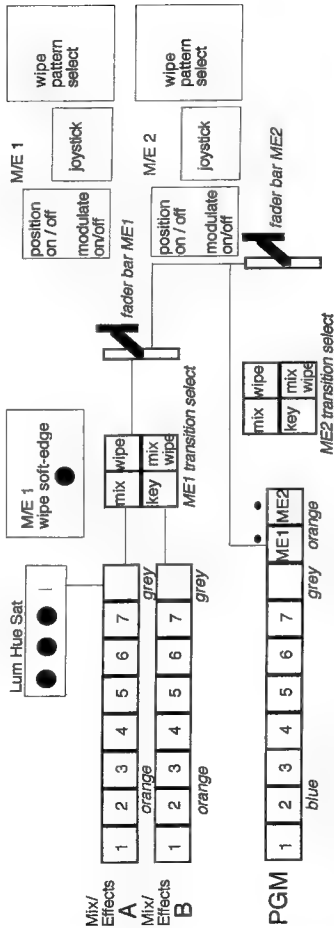 Lum Hue Sat
M/E 1
wipe soft-edge
M/E 1
position
on / off
modulate
on/off
joystick
wipe
pattern
select
Mix/
Effects
A
1 2 3 4 5 6 7
orange
grey
mix wipe
key mix
wipe
ME1 transition select
fader bar ME1
Mix/
Effects
B
1 2 3 4 5 6 7
orange
grey
M/E 2
position
on / off
modulate
on/off
joystick
wipe
pattern
select
fader bar ME2
PGM
1 2 3 4 5 6 7 ME1 ME2
blue
grey
orange
mix wipe
key mix
wipe
ME2 transition select